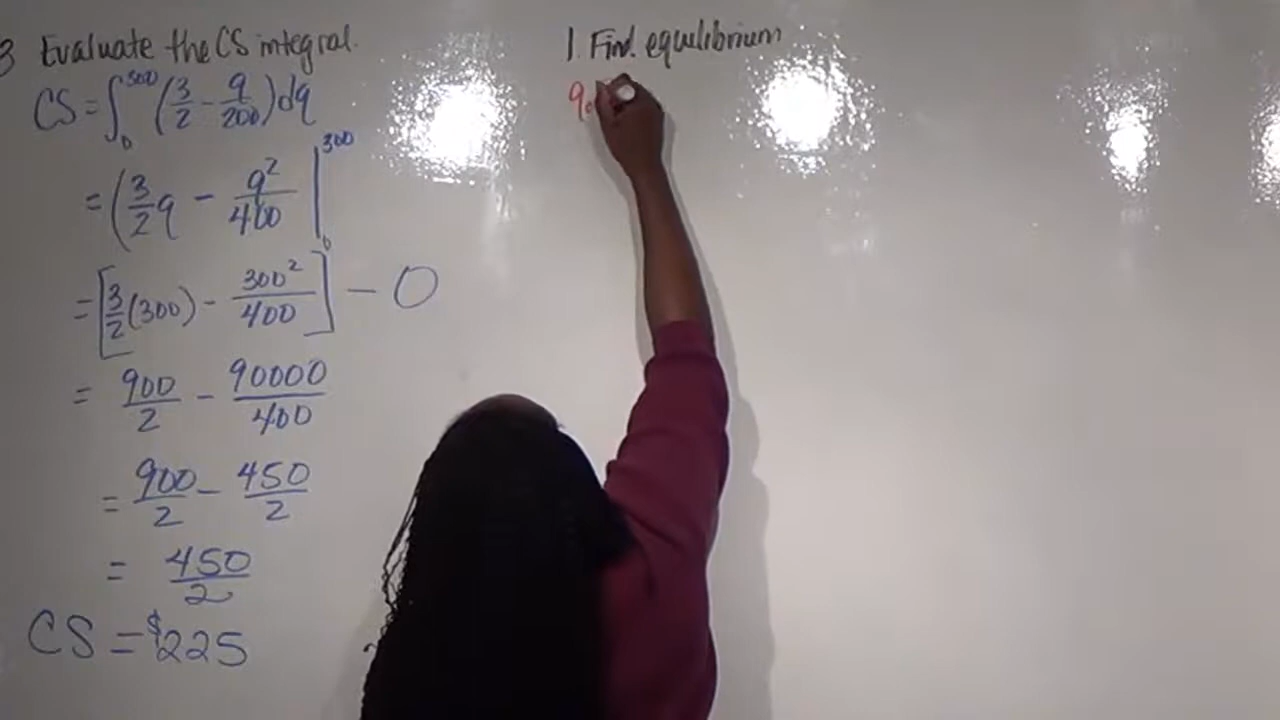 3 Evaluate the CS integral.
CS = ∫₀³⁰⁰ (3/2 - q/200) dq
= (3/2 q - q²/400 |₀³⁰⁰
= [3/2 (300) - 300²/400] - 0
= 900/2 - 90000/400
= 900/2 - 450/2
= 450/2
CS = $225
1. Find equilibrium
q